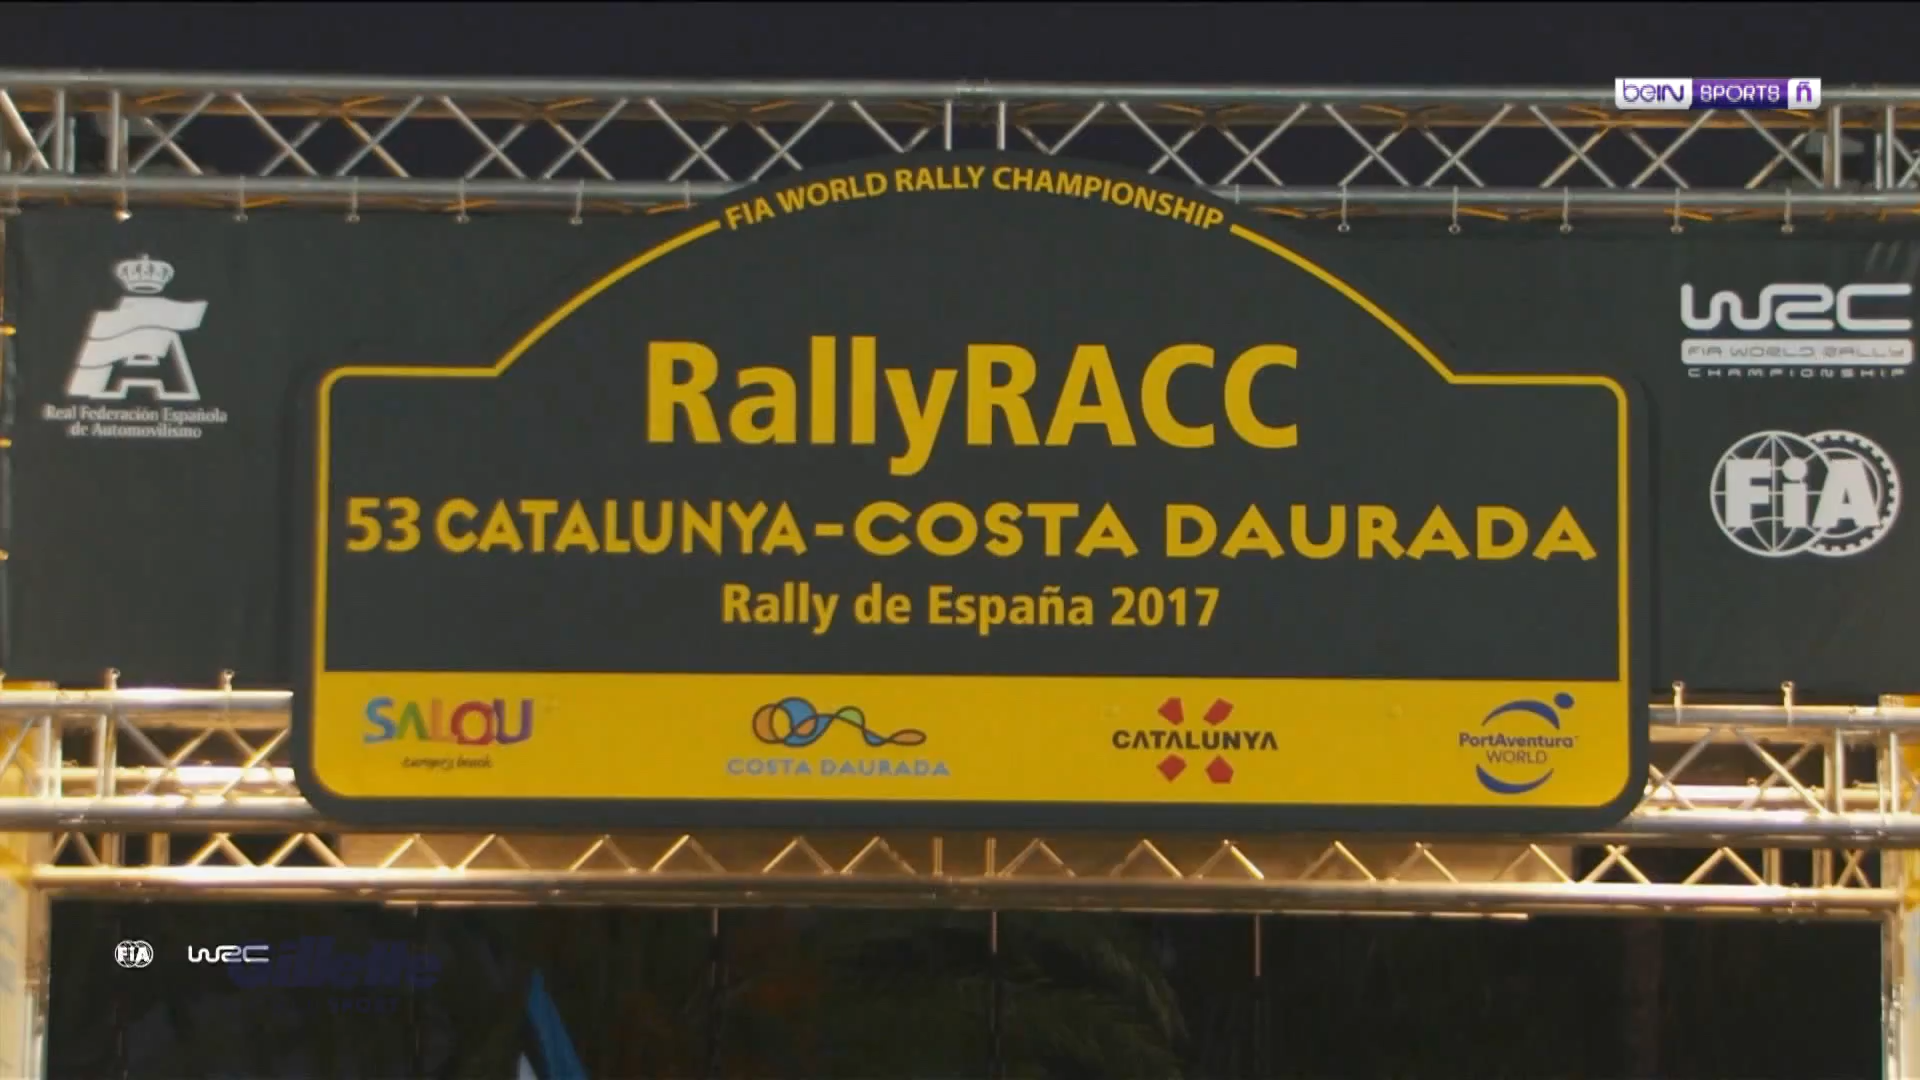 beIN SPORTS ñ
FIA WORLD RALLY CHAMPIONSHIP
Real Federación Española
de Automovilismo
WRC
FIA WORLD RALLY
CHAMPIONSHIP
FiA
RallyRACC
53 CATALUNYA-COSTA DAURADA
Rally de España 2017
SALOU
COSTA DAURADA
CATALUNYA
PortAventura
WORLD
FiA WRC
Gillette